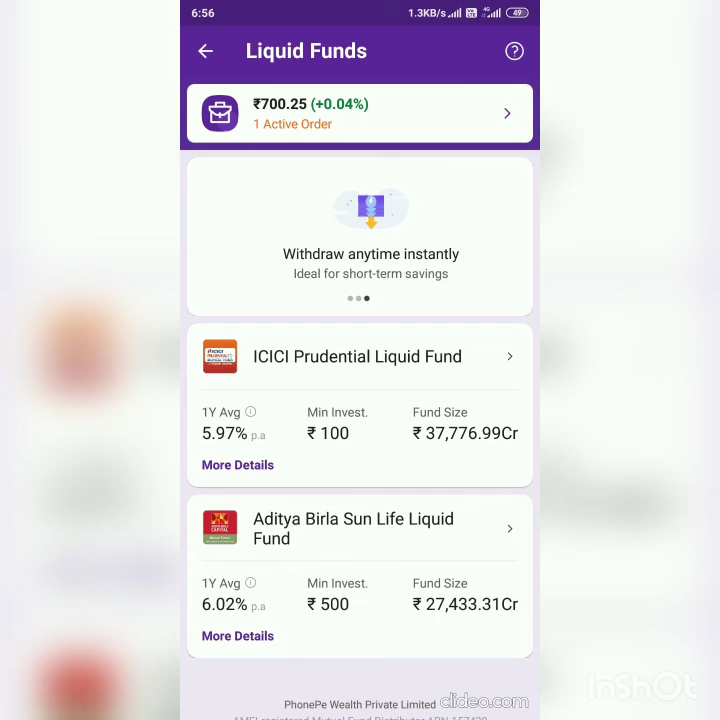 6:56
1.3KB/s
4G
49
Liquid Funds
₹700.25 (+0.04%)
1 Active Order
Withdraw anytime instantly
Ideal for short-term savings
ICICI Prudential Liquid Fund
1Y Avg
Min Invest.
Fund Size
5.97% p.a
₹ 100
₹ 37,776.99Cr
More Details
Aditya Birla Sun Life Liquid
Fund
1Y Avg
Min Invest.
Fund Size
6.02% p.a
₹ 500
₹ 27,433.31Cr
More Details
PhonePe Wealth Private Limited
clideo.com
InShOt